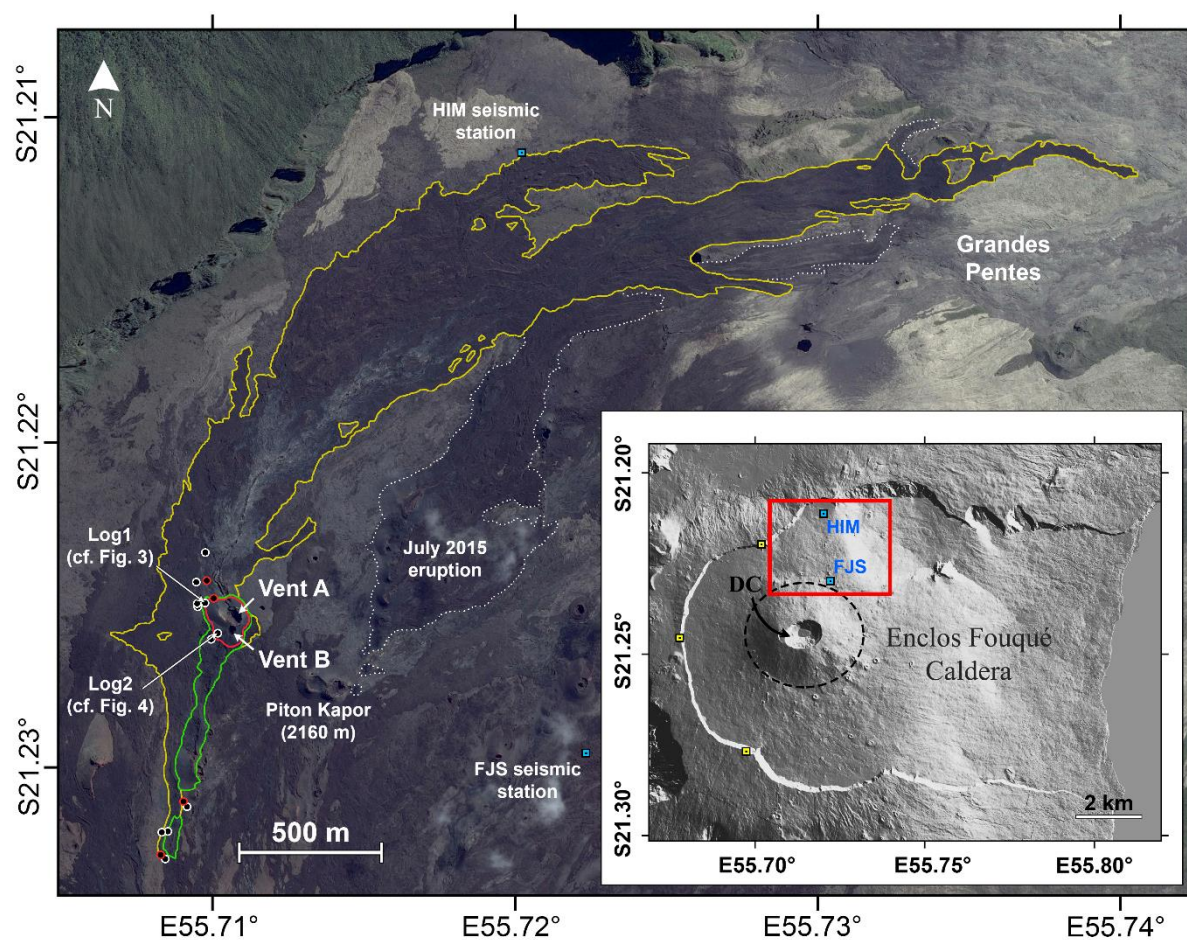 S21.21°
S21.22°
S21.23°
N
HIM seismic
station
Grandes
Pentes
July 2015
eruption
Log1
(cf. Fig. 3)
Vent A
Vent B
Log2
(cf. Fig. 4)
Piton Kapor
(2160 m)
FJS seismic
station
500 m
E55.71°
E55.72°
E55.73°
E55.74°
S21.20°
S21.25°
S21.30°
HIM
FJS
DC
Enclos Fouqué
Caldera
2 km
E55.70°
E55.75°
E55.80°